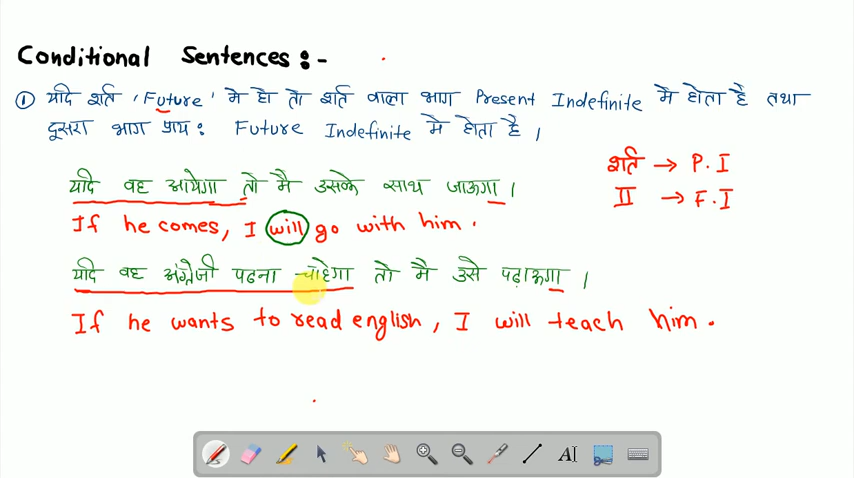 Conditional Sentences:-
① यदि शर्त 'Future' मे हो तो शर्त वाला भाग Present Indefinite मै होता है तथा
दूसरा भाग प्राय: Future Indefinite मे होता है ।
शर्त → P.I
II → F.I
यदि वह आयेगा तो मै उसके साथ जाऊगा ।
If he comes, I will go with him.
यदि वह अंग्रेजी पढना चाहेगा तो मै उसे पढ़ाऊगा ।
If he wants to read english, I will teach him.
AI